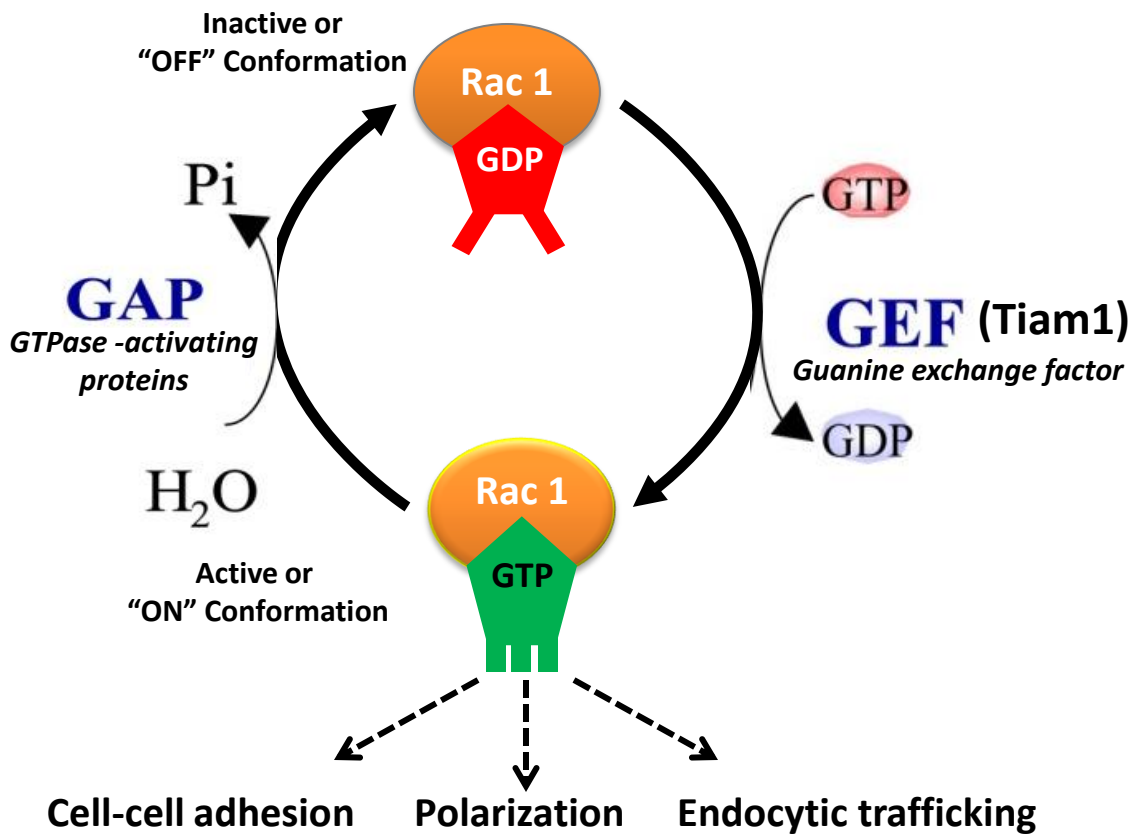 Inactive or
“OFF” Conformation
Rac 1
GDP
Pi
GTP
GAP
GTPase -activating
proteins
GEF (Tiam1)
Guanine exchange factor
GDP
H₂O
Rac 1
GTP
Active or
“ON” Conformation
Cell-cell adhesion Polarization Endocytic trafficking